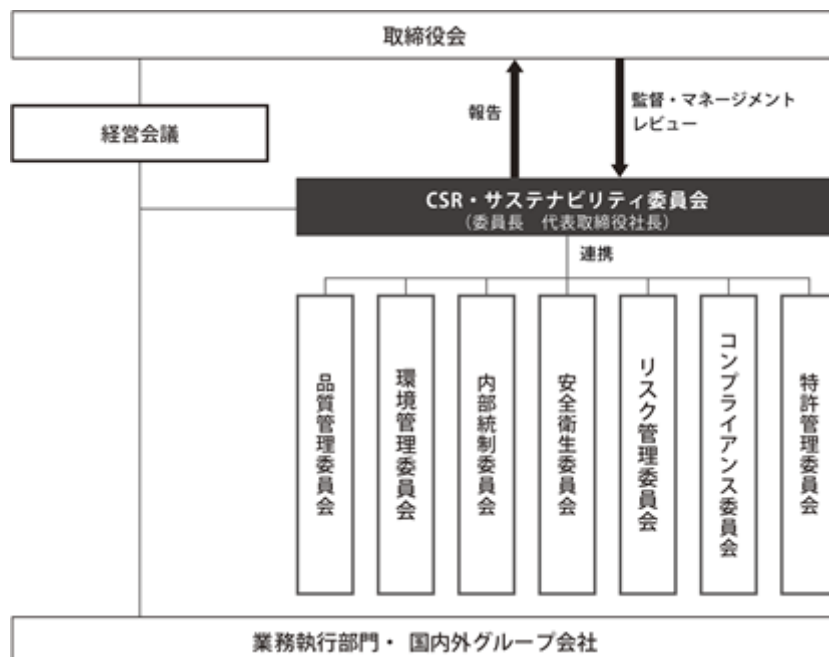 取締役会
経営会議
報告
監督・マネージメント
レビュー
CSR・サステナビリティ委員会
（委員長　代表取締役社長）
連携
品質管理委員会
環境管理委員会
内部統制委員会
安全衛生委員会
リスク管理委員会
コンプライアンス委員会
特許管理委員会
業務執行部門・ 国内外グループ会社